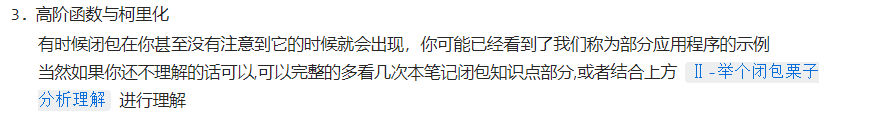 3. 高阶函数与柯里化
有时候闭包在你甚至没有注意到它的时候就会出现，你可能已经看到了我们称为部分应用程序的示例
当然如果你还不理解的话可以,可以完整的多看几次本笔记闭包知识点部分,或者结合上方 Ⅱ-举个闭包栗子
分析理解 进行理解